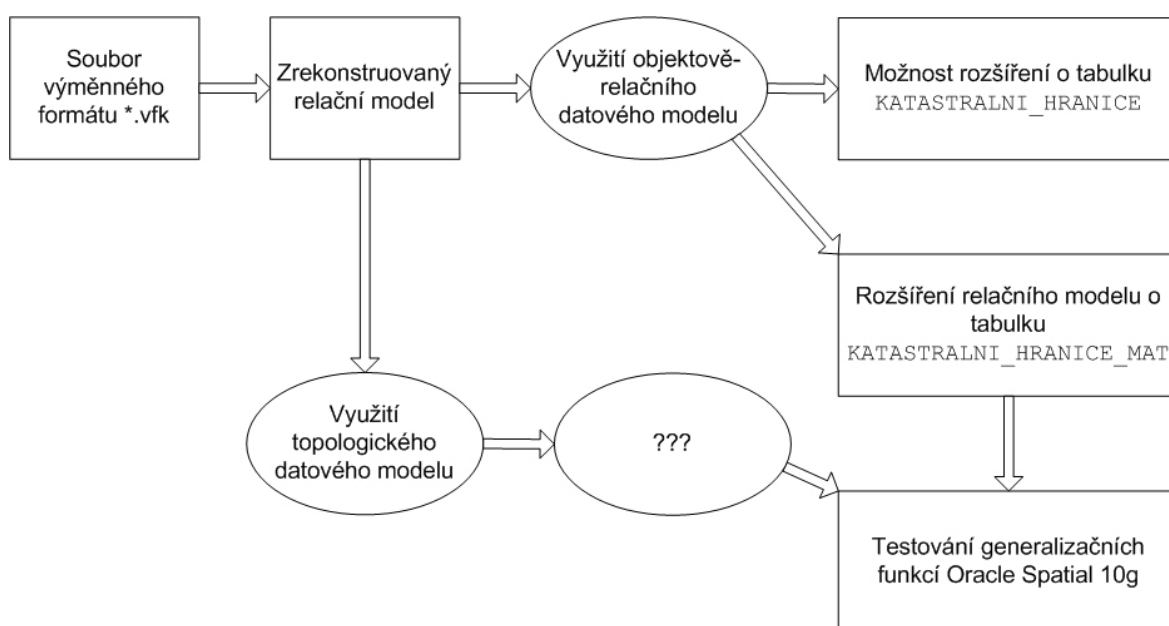 Soubor
výměnného
formátu *.vfk
Zrekonstruovaný
relační model
Využití objektově-
relačního
datového modelu
Možnost rozšíření o tabulku
KATASTRALNI_HRANICE
Rozšíření relačního modelu o
tabulku
KATASTRALNI_HRANICE_MAT
Využití
topologického
datového modelu
???
Testování generalizačních
funkcí Oracle Spatial 10g